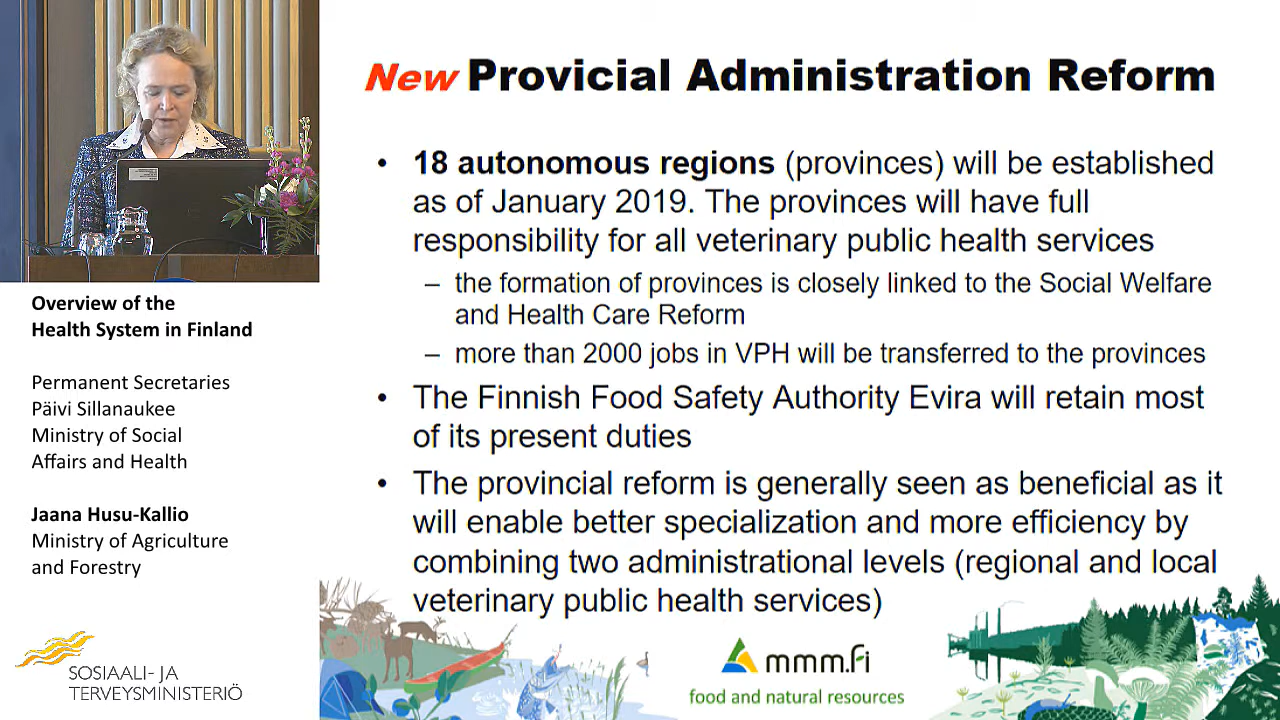 New Provicial Administration Reform
• 18 autonomous regions (provinces) will be established
as of January 2019. The provinces will have full
responsibility for all veterinary public health services
– the formation of provinces is closely linked to the Social Welfare
and Health Care Reform
– more than 2000 jobs in VPH will be transferred to the provinces
• The Finnish Food Safety Authority Evira will retain most
of its present duties
• The provincial reform is generally seen as beneficial as it
will enable better specialization and more efficiency by
combining two administrational levels (regional and local
veterinary public health services)
mmm.fi
food and natural resources
Overview of the
Health System in Finland
Permanent Secretaries
Päivi Sillanaukee
Ministry of Social
Affairs and Health
Jaana Husu-Kallio
Ministry of Agriculture
and Forestry
SOSIAALI- JA
TERVEYSMINISTERIÖ